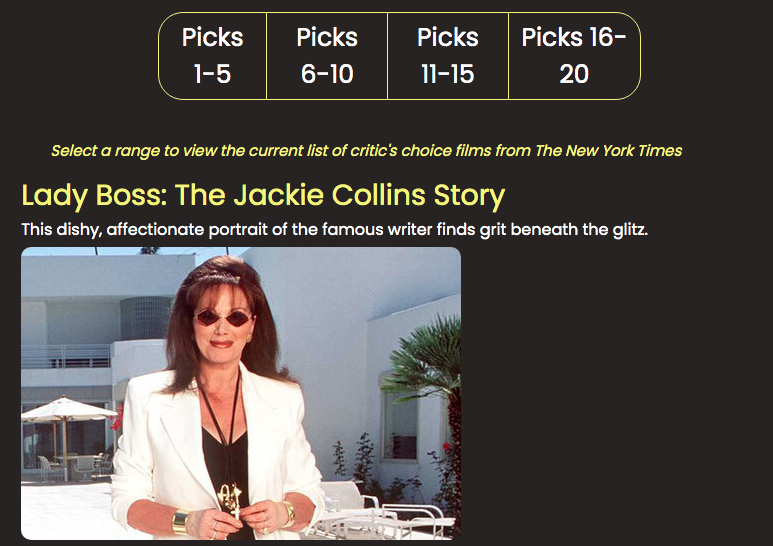 Picks
1-5
Picks
6-10
Picks
11-15
Picks 16-
20
Select a range to view the current list of critic's choice films from The New York Times
Lady Boss: The Jackie Collins Story
This dishy, affectionate portrait of the famous writer finds grit beneath the glitz.